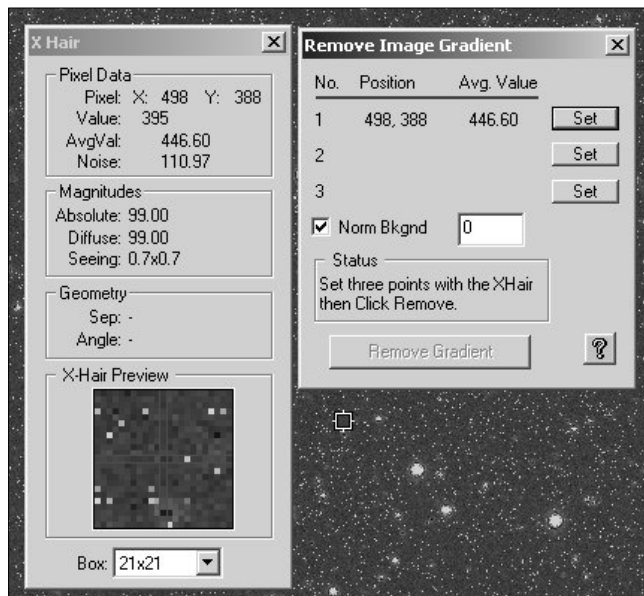 X Hair
Pixel Data
Pixel: X: 498 Y: 388
Value: 395
AvgVal: 446.60
Noise: 110.97
Magnitudes
Absolute: 99.00
Diffuse: 99.00
Seeing: 0.7x0.7
Geometry
Sep: -
Angle: -
X-Hair Preview
Box: 21x21
Remove Image Gradient
No. Position Avg. Value
1 498, 388 446.60 Set
2 Set
3 Set
Norm Bkgnd 0
Status
Set three points with the XHair
then Click Remove.
Remove Gradient ?